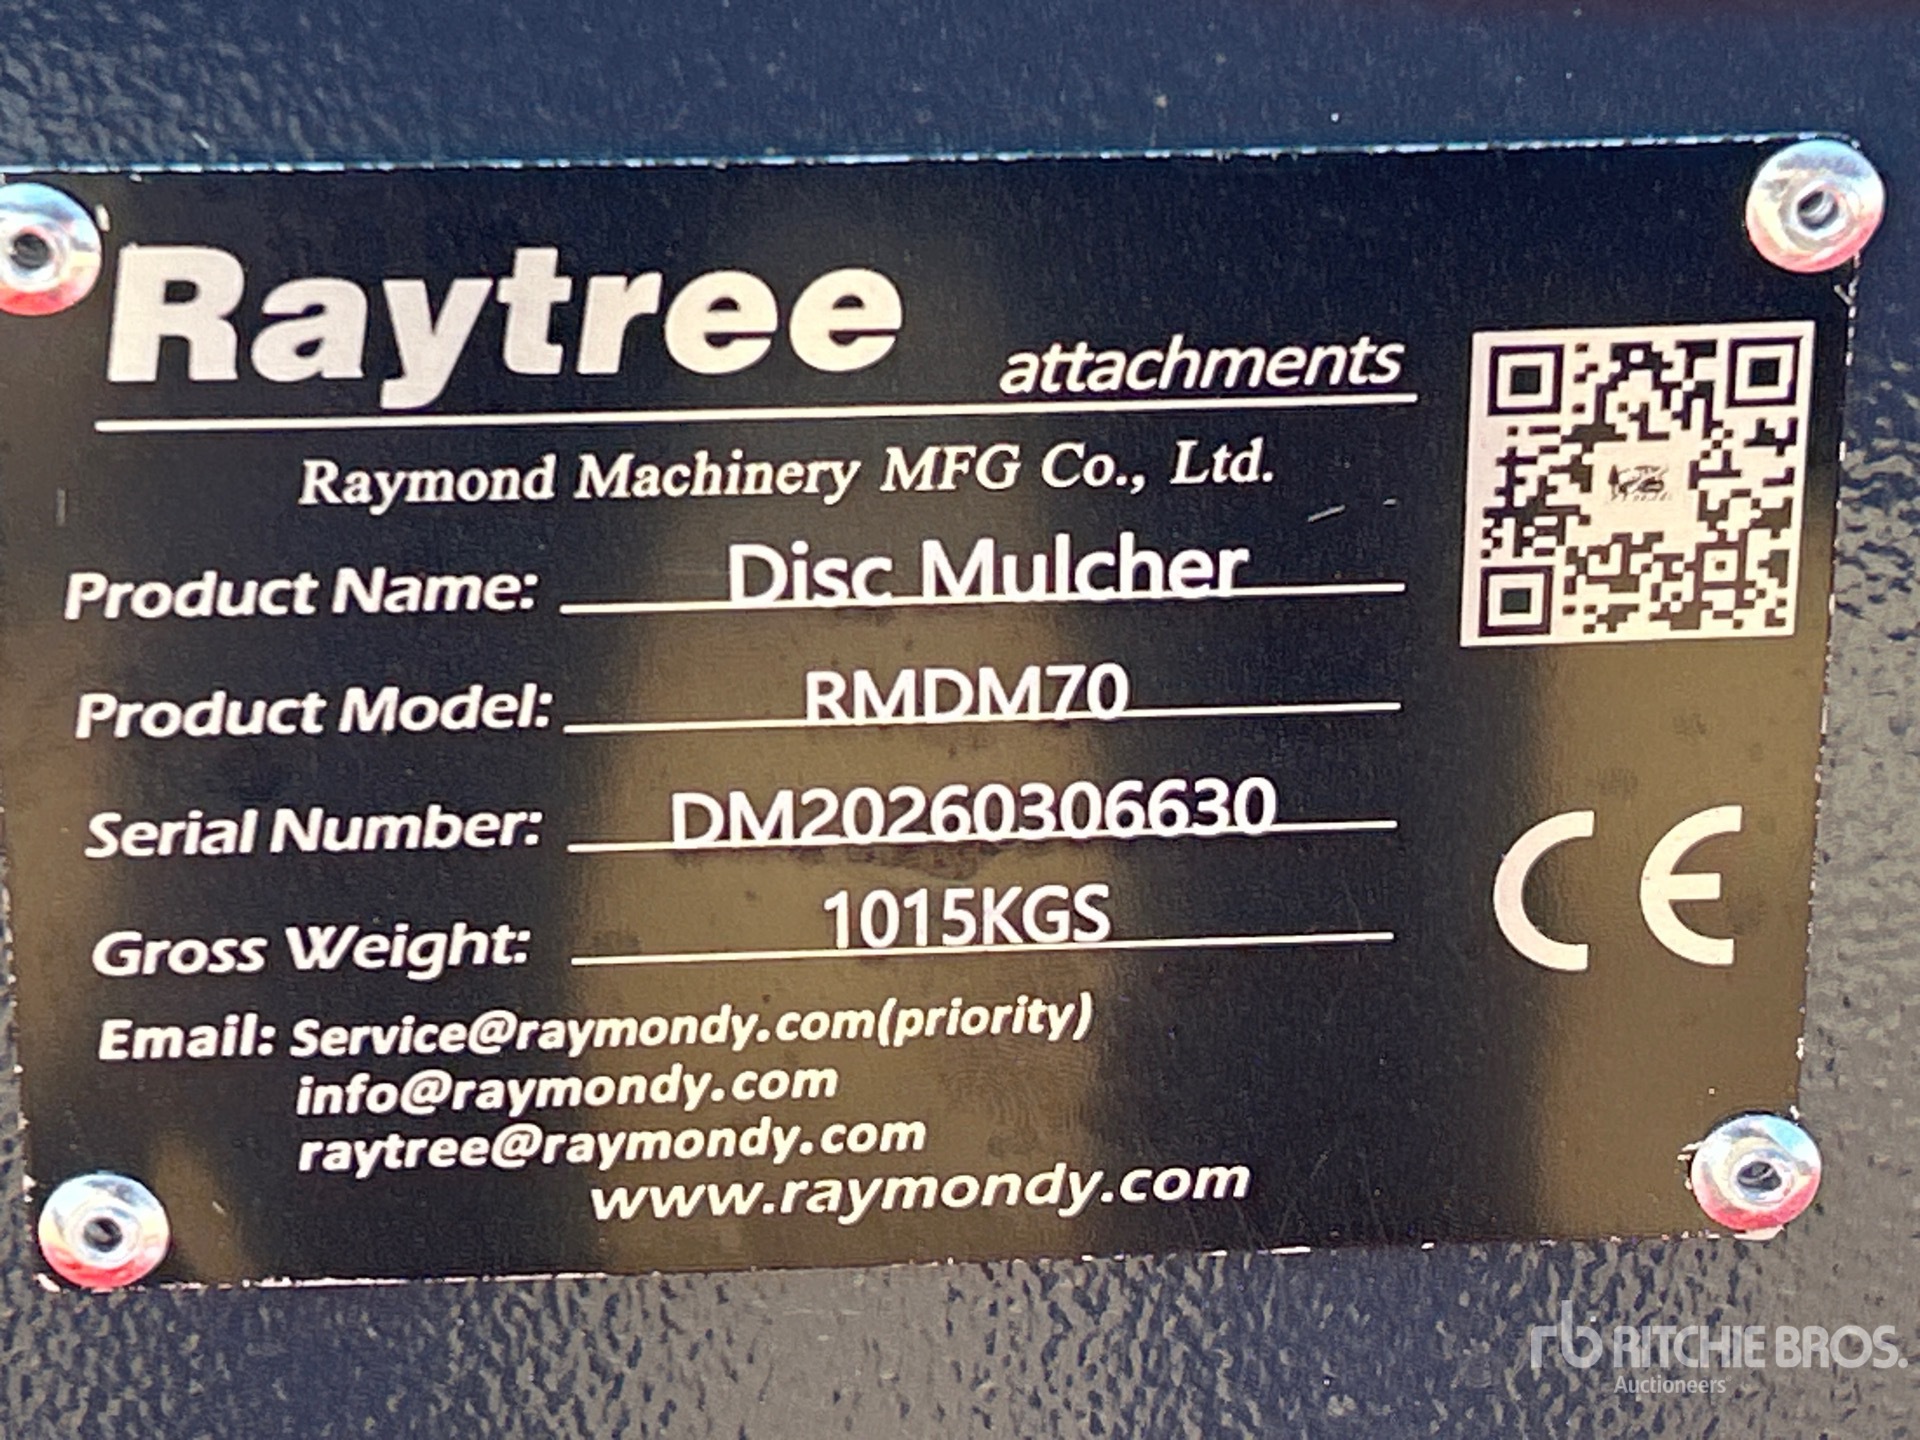 Raytree attachments
Raymond Machinery MFG Co., Ltd.
Product Name: Disc Mulcher
Product Model: RMDM70
Serial Number: DM20260306630
Gross Weight: 1015KGS
CE
Email: Service@raymondy.com(priority)
info@raymondy.com
raytree@raymondy.com
www.raymondy.com
rb RITCHIE BROS.
Auctioneers